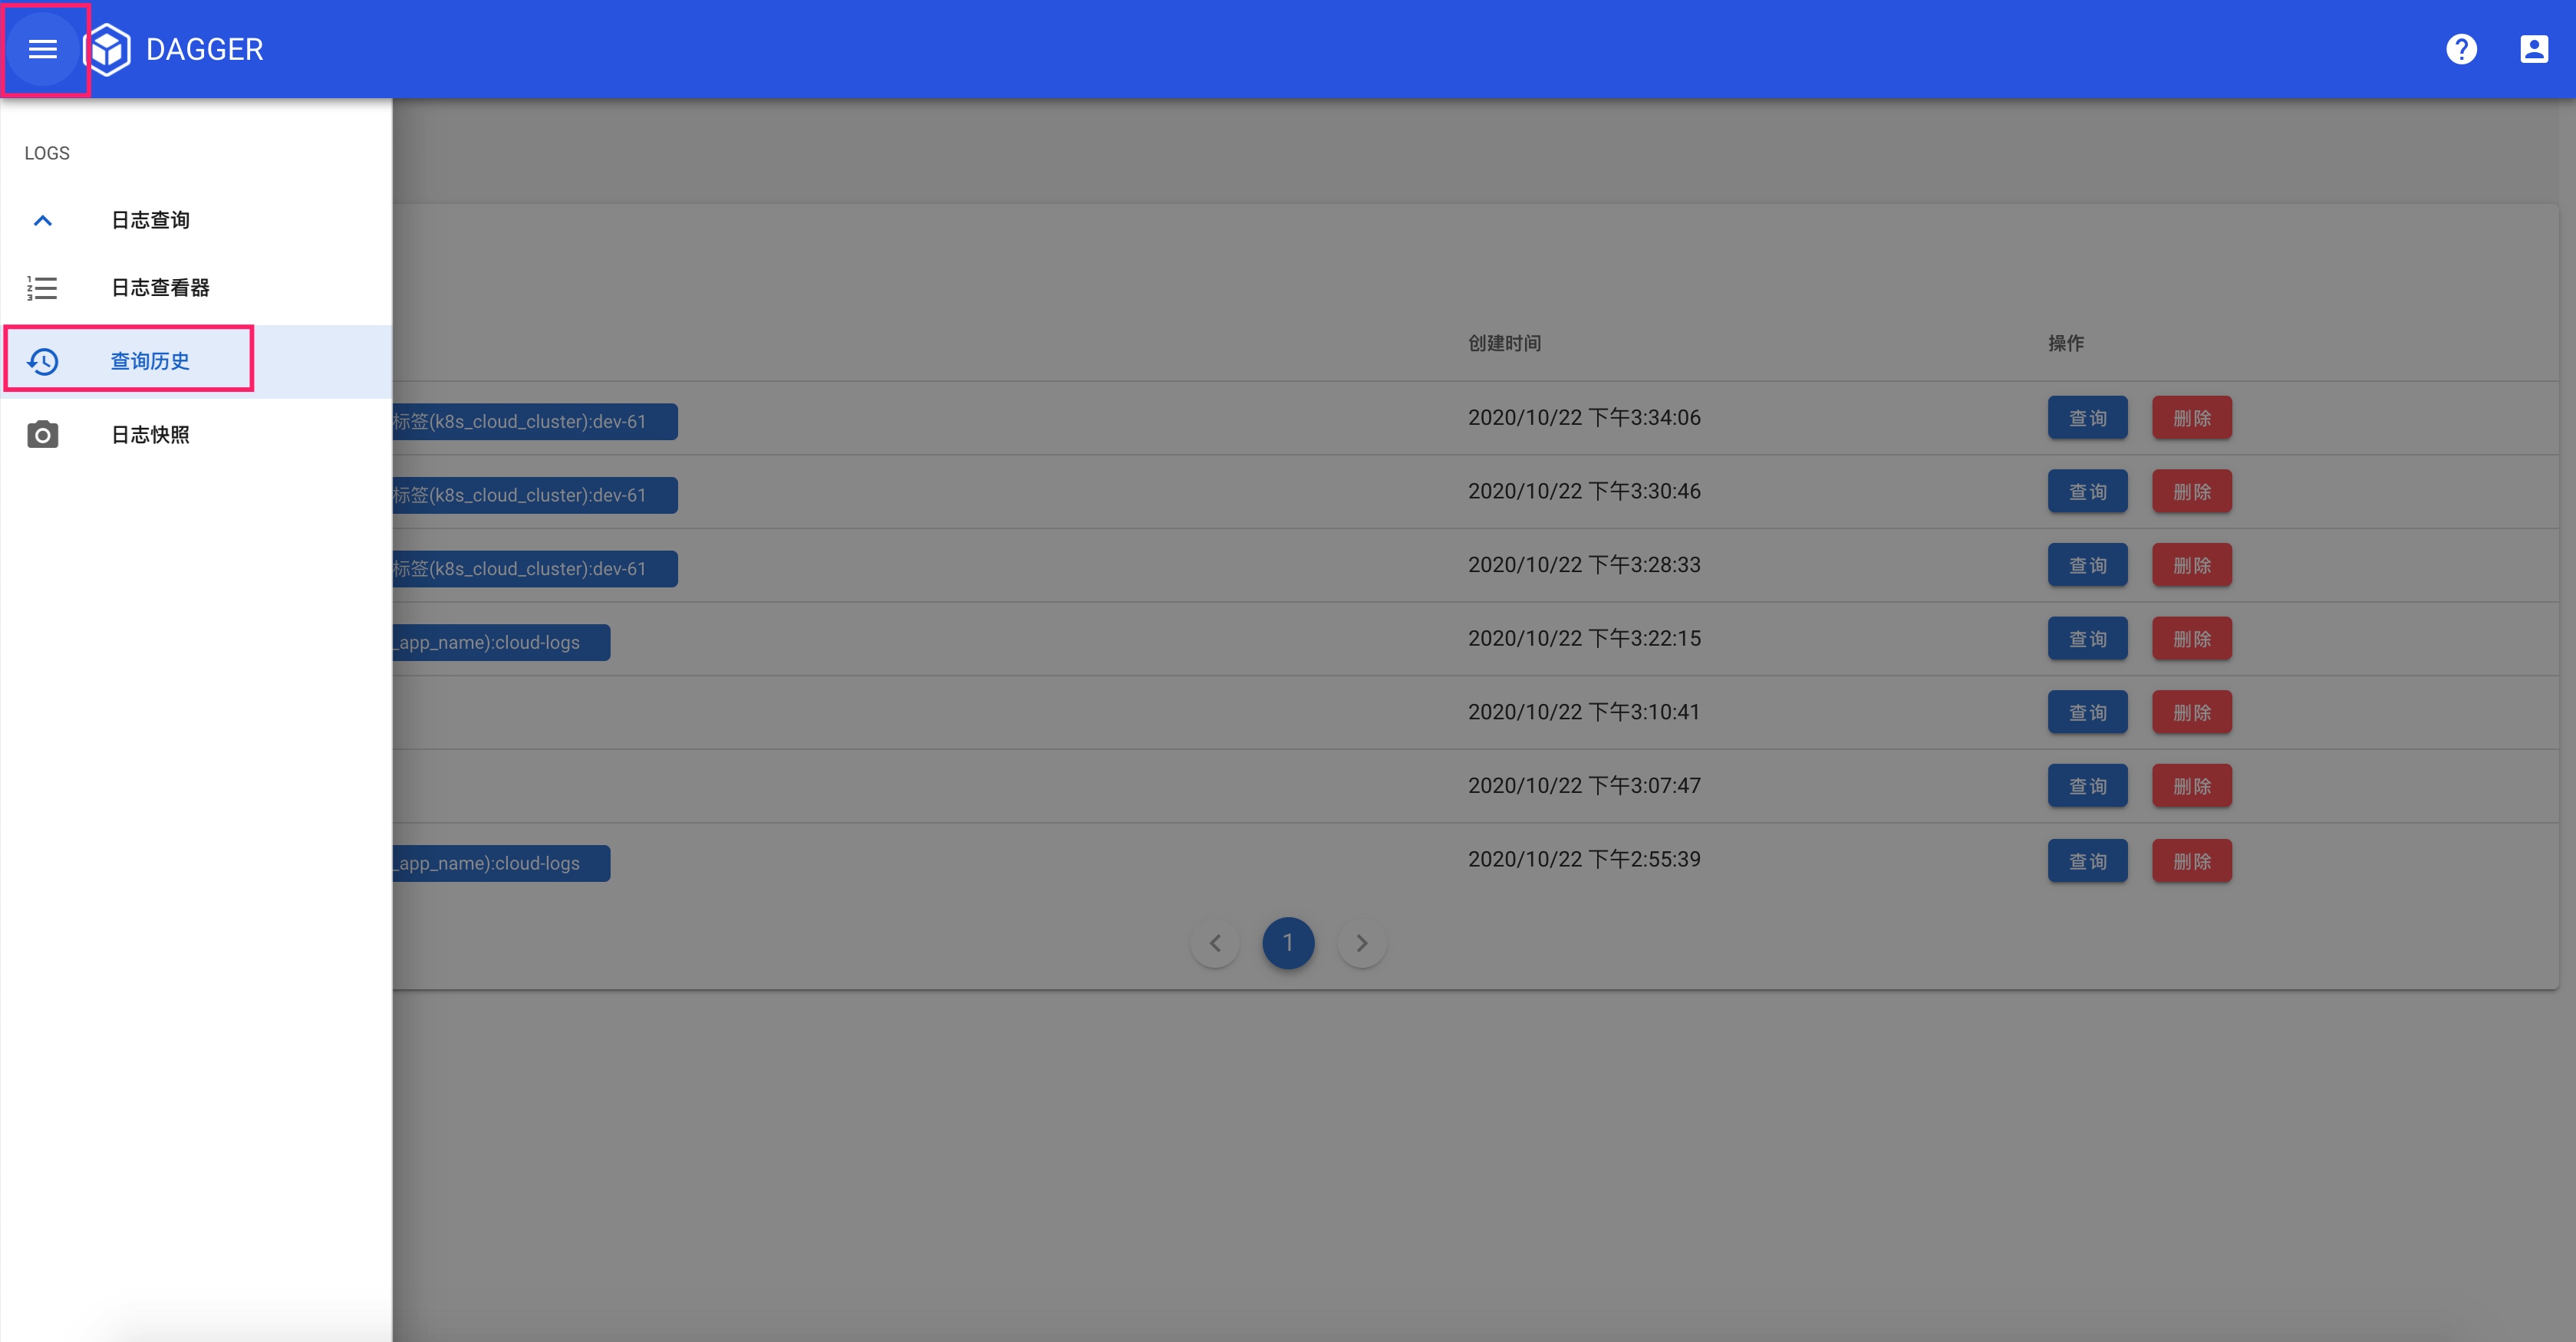 DAGGER
LOGS
日志查询
日志查看器
查询历史
日志快照
创建时间 操作
标签(k8s_cloud_cluster):dev-61 2020/10/22 下午3:34:06 查询 删除
标签(k8s_cloud_cluster):dev-61 2020/10/22 下午3:30:46 查询 删除
标签(k8s_cloud_cluster):dev-61 2020/10/22 下午3:28:33 查询 删除
_app_name):cloud-logs 2020/10/22 下午3:22:15 查询 删除
2020/10/22 下午3:10:41 查询 删除
2020/10/22 下午3:07:47 查询 删除
_app_name):cloud-logs 2020/10/22 下午2:55:39 查询 删除
1